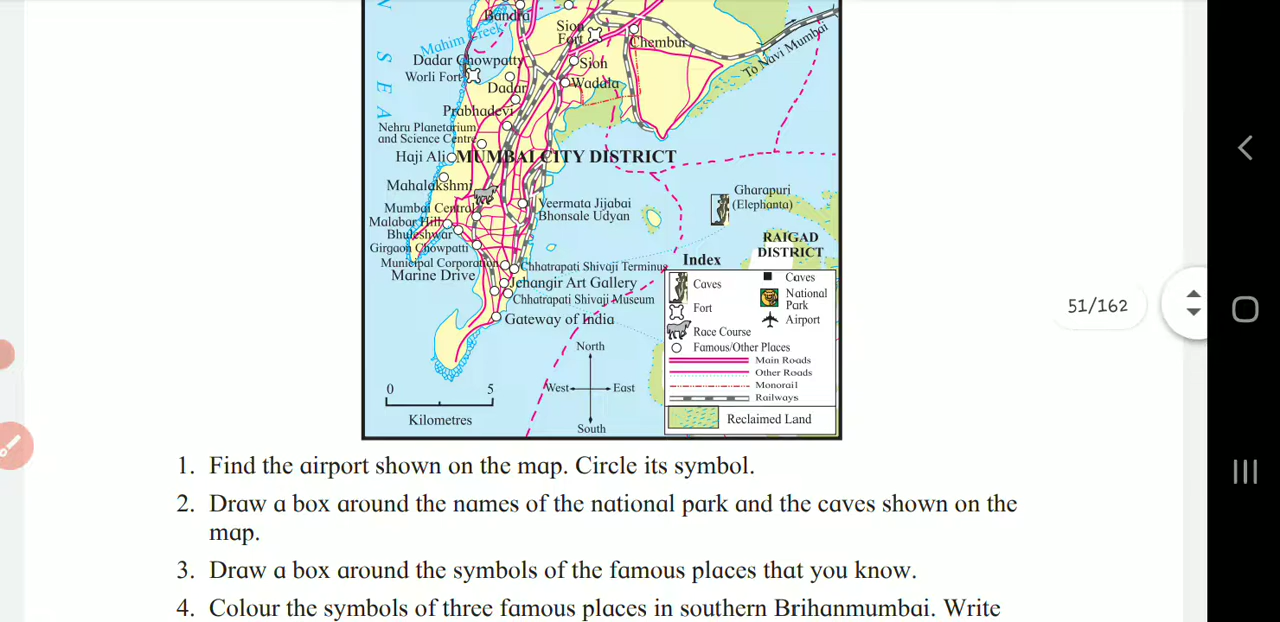 N
Bandra
Sion
Fort
Mahim Creek
Chembur
To Navi Mumbai
S
Dadar Chowpatty
Sion
Worli Fort
E
Dadar
Wadala
A
Prabhadevi
Nehru Planetarium
and Science Centre
Haji Ali
MUMBAI CITY DISTRICT
Mahalakshmi
Gharapuri
(Elephanta)
Mumbai Central
Veermata Jijabai
Bhonsale Udyan
Malabar Hill
Bhuleshwar
Girgaon Chowpatti
RAIGAD
DISTRICT
Municipal Corporation
Chhatrapati Shivaji Terminus
Marine Drive
Jehangir Art Gallery
Chhatrapati Shivaji Museum
Gateway of India
Index
Caves
Caves
Fort
National
Park
Airport
Race Course
Famous/Other Places
Main Roads
Other Roads
Monorail
Railways
Reclaimed Land
North
West
East
South
0 5
Kilometres
51/162
1. Find the airport shown on the map. Circle its symbol.
2. Draw a box around the names of the national park and the caves shown on the
map.
3. Draw a box around the symbols of the famous places that you know.
4. Colour the symbols of three famous places in southern Brihanmumbai. Write